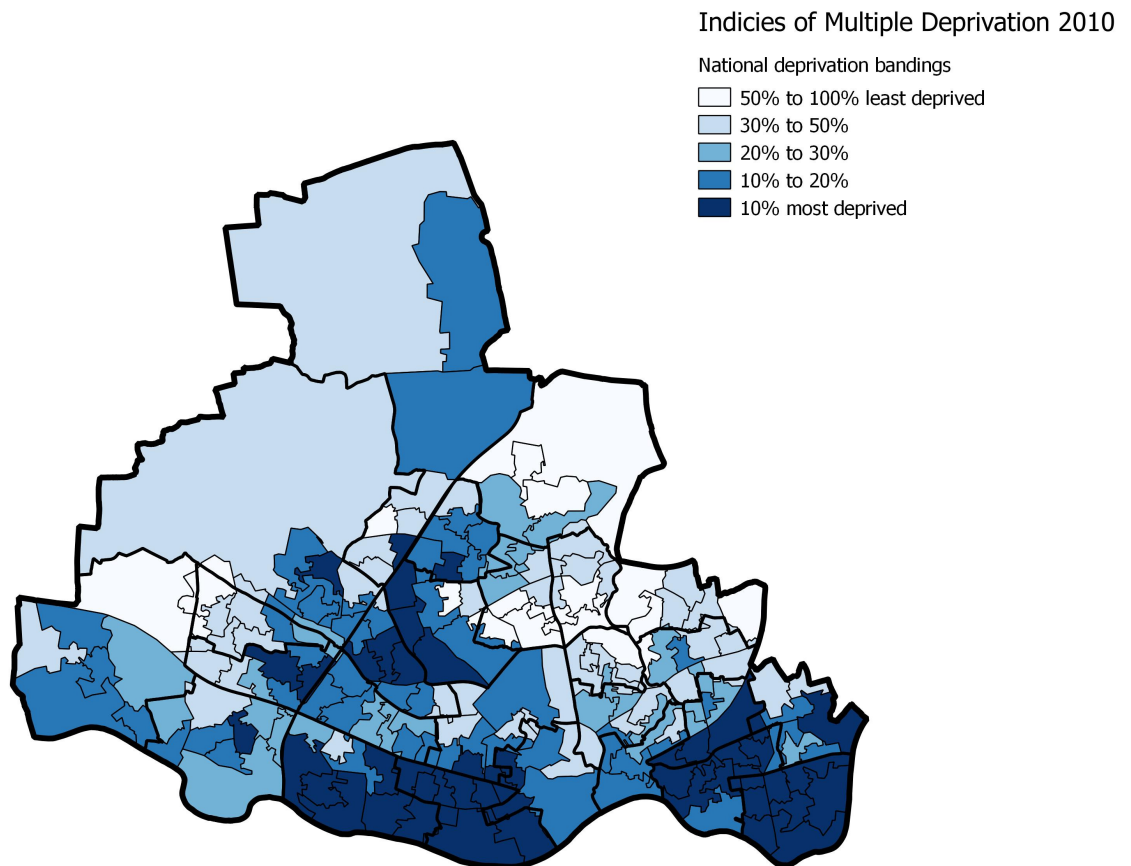 Indicies of Multiple Deprivation 2010
National deprivation bandings
50% to 100% least deprived
30% to 50%
20% to 30%
10% to 20%
10% most deprived